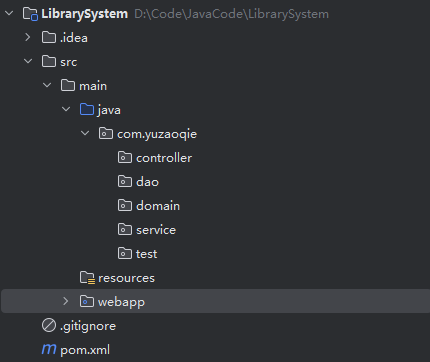 LibrarySystem D:\Code\JavaCode\LibrarySystem
.idea
src
main
java
com.yuzaoqie
controller
dao
domain
service
test
resources
webapp
.gitignore
m pom.xml